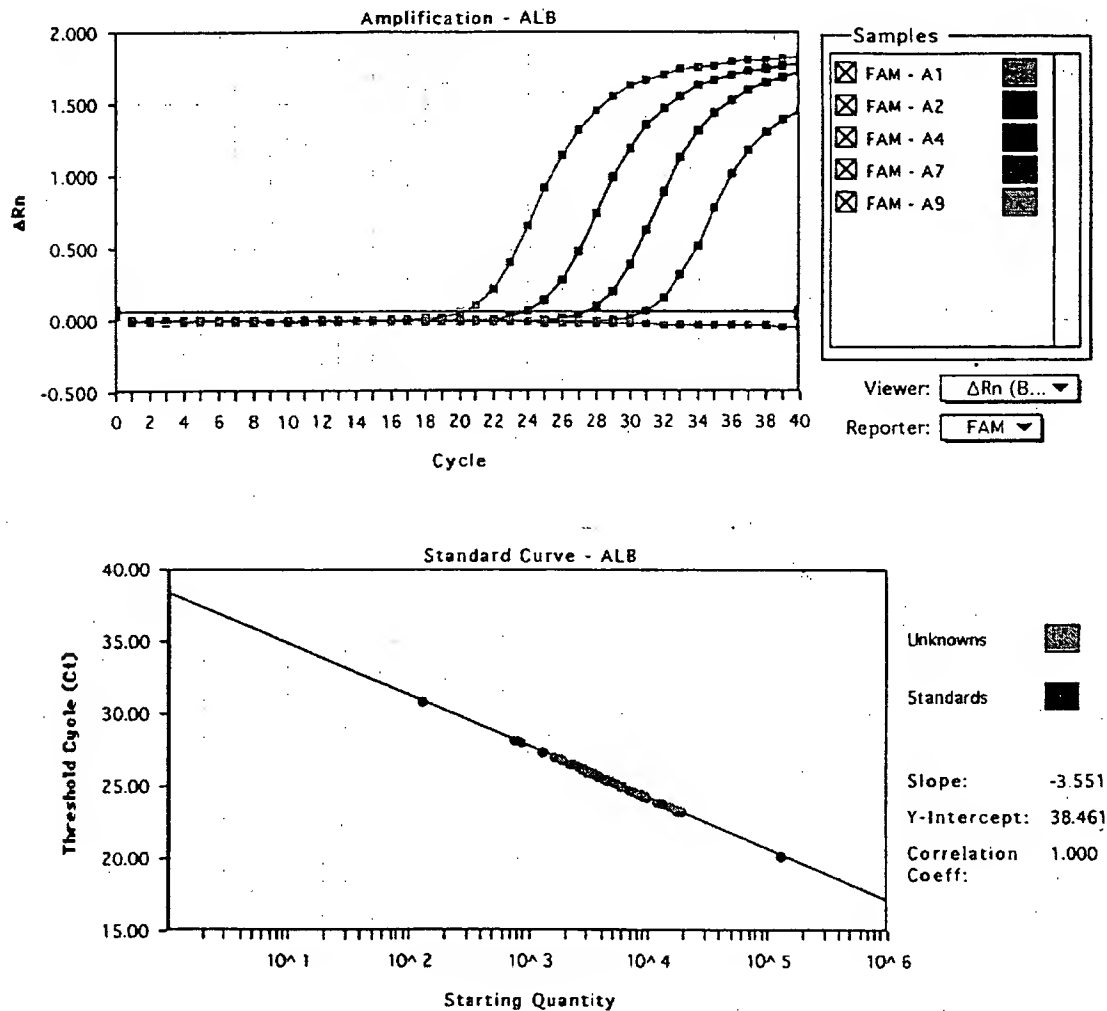 Amplification - ALB
2.000
1.500
1.000
0.500
0.000
-0.500
ΔRn
0 2 4 6 8 10 12 14 16 18 20 22 24 26 28 30 32 34 36 38 40
Cycle
Samples
FAM - A1
FAM - A2
FAM - A4
FAM - A7
FAM - A9
Viewer: ΔRn (B...
Reporter: FAM
Standard Curve - ALB
40.00
35.00
30.00
25.00
20.00
15.00
Threshold Cycle (Ct)
10^1 10^2 10^3 10^4 10^5 10^6
Starting Quantity
Unknowns
Standards
Slope: -3.551
Y-Intercept: 38.461
Correlation 1.000
Coeff: